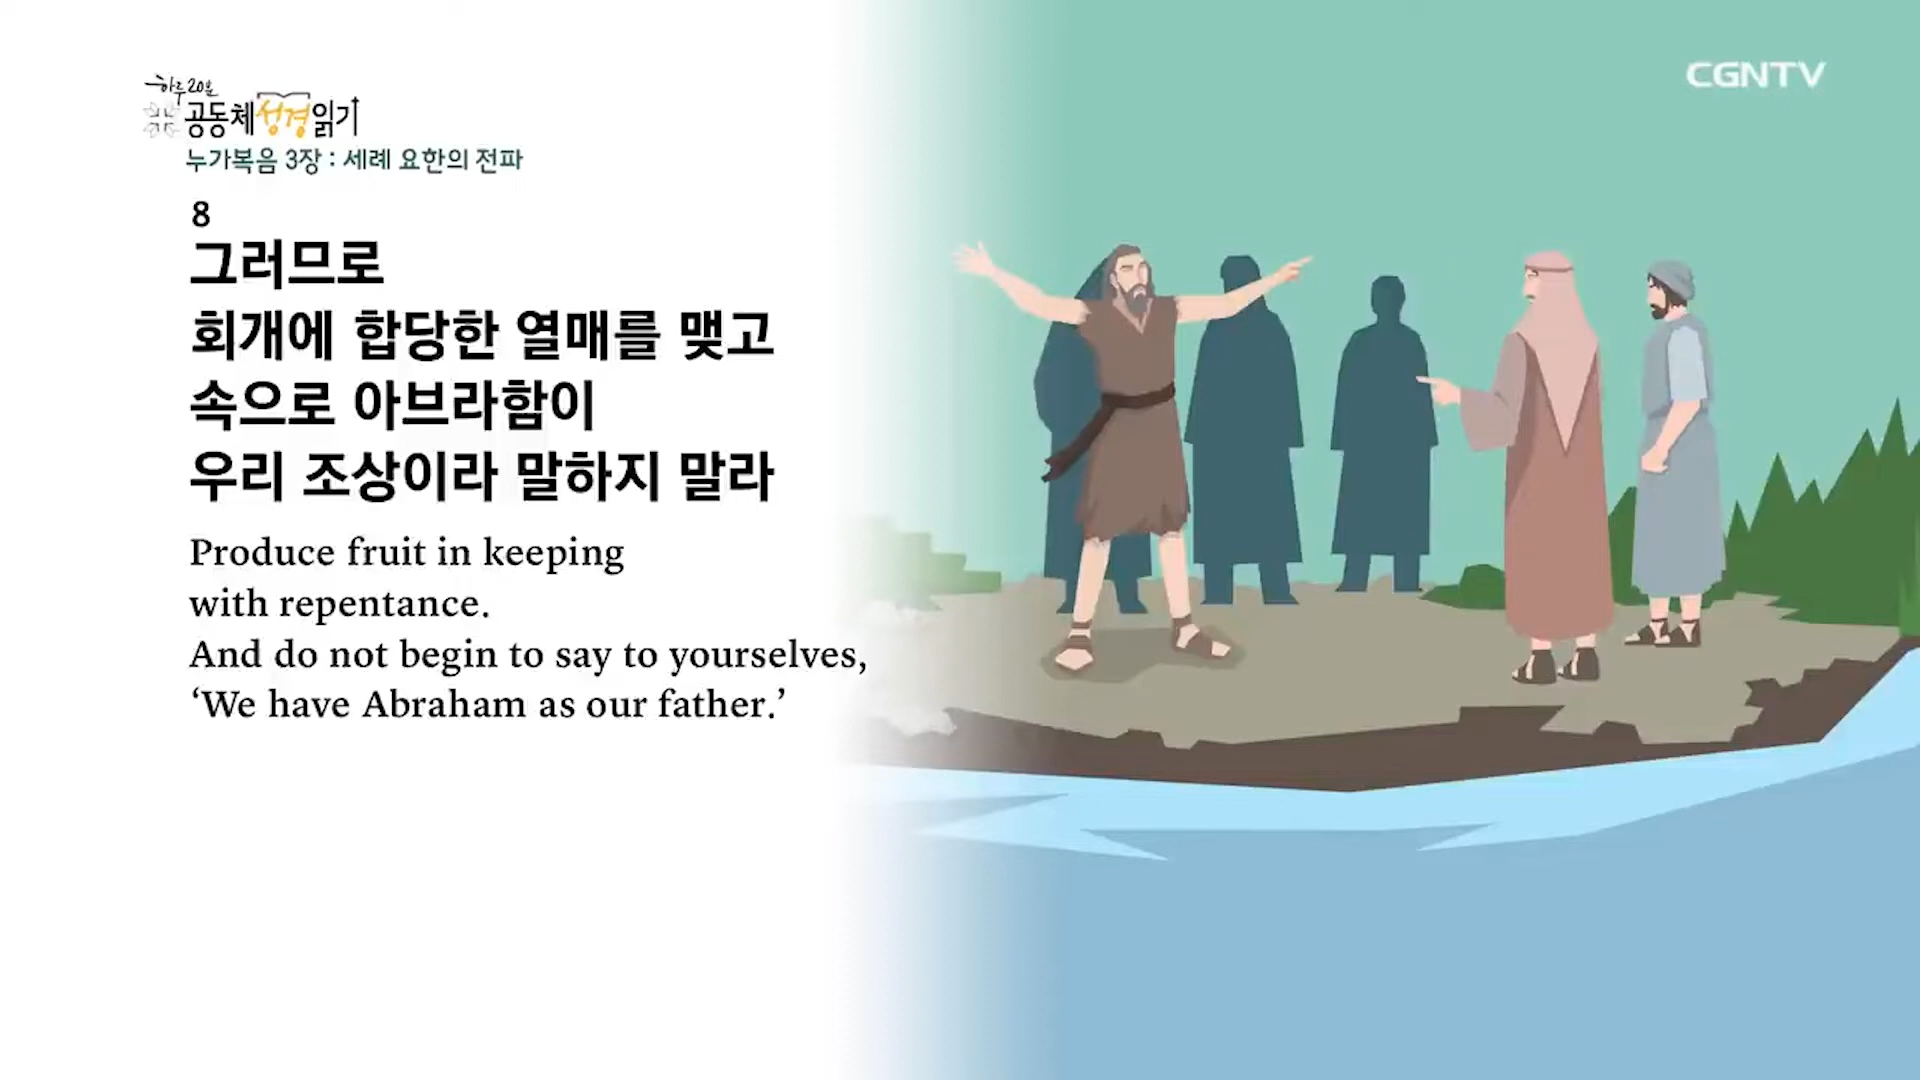 하루 20분
공동체성경읽기
CGNTV
누가복음 3장 : 세례 요한의 전파
8
그러므로
회개에 합당한 열매를 맺고
속으로 아브라함이
우리 조상이라 말하지 말라
Produce fruit in keeping
with repentance.
And do not begin to say to yourselves,
‘We have Abraham as our father.’